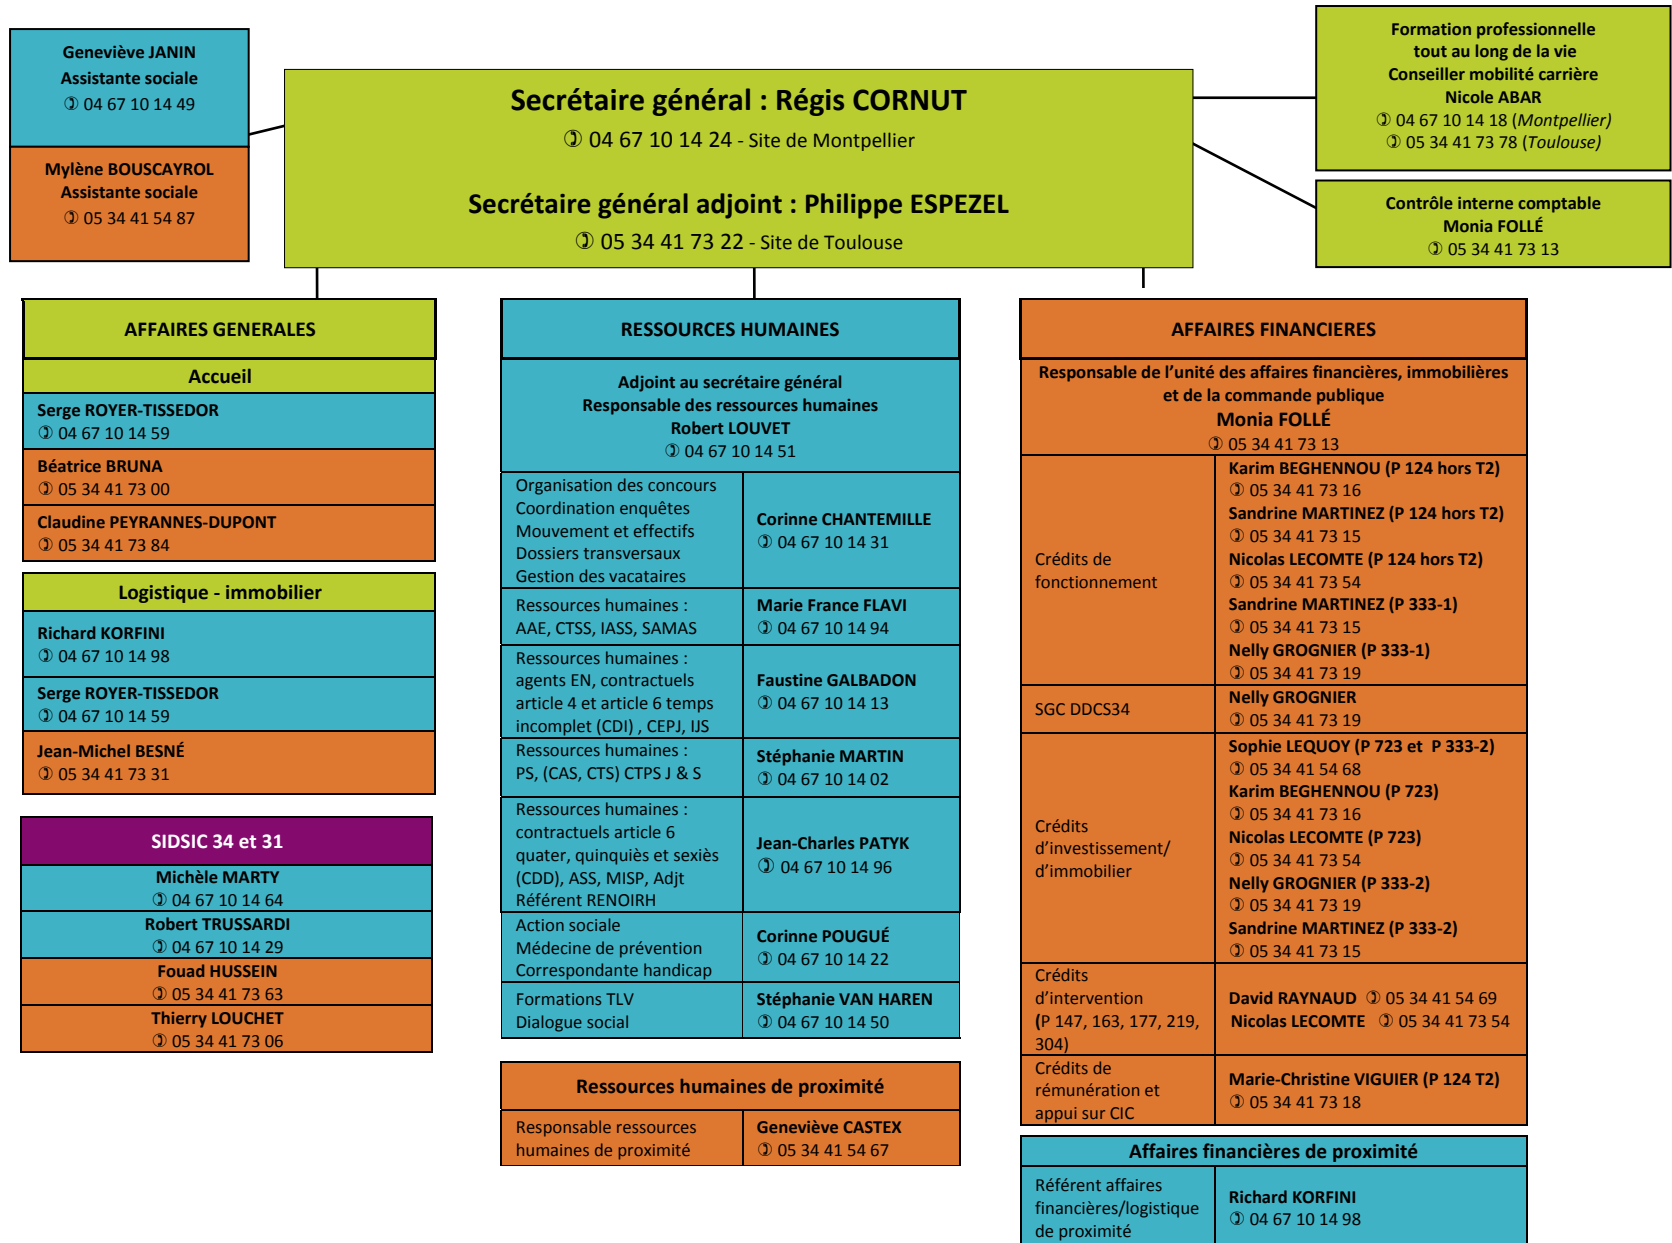 Geneviève JANIN
Assistante sociale
✆ 04 67 10 14 49
Mylène BOUSCAYROL
Assistante sociale
✆ 05 34 41 54 87
Secrétaire général : Régis CORNUT
✆ 04 67 10 14 24 - Site de Montpellier
Secrétaire général adjoint : Philippe ESPEZEL
✆ 05 34 41 73 22 - Site de Toulouse
Formation professionnelle
tout au long de la vie
Conseiller mobilité carrière
Nicole ABAR
✆ 04 67 10 14 18 (Montpellier)
✆ 05 34 41 73 78 (Toulouse)
Contrôle interne comptable
Monia FOLLÉ
✆ 05 34 41 73 13
AFFAIRES GENERALES
Accueil
Serge ROYER-TISSEDOR
✆ 04 67 10 14 59
Béatrice BRUNA
✆ 05 34 41 73 00
Claudine PEYRANNES-DUPONT
✆ 05 34 41 73 84
Logistique - immobilier
Richard KORFINI
✆ 04 67 10 14 98
Serge ROYER-TISSEDOR
✆ 04 67 10 14 59
Jean-Michel BESNÉ
✆ 05 34 41 73 31
SIDSIC 34 et 31
Michèle MARTY
✆ 04 67 10 14 64
Robert TRUSSARDI
✆ 04 67 10 14 29
Fouad HUSSEIN
✆ 05 34 41 73 63
Thierry LOUCHET
✆ 05 34 41 73 06
RESSOURCES HUMAINES
Adjoint au secrétaire général
Responsable des ressources humaines
Robert LOUVET
✆ 04 67 10 14 51
Organisation des concours
Coordination enquêtes
Mouvement et effectifs
Dossiers transversaux
Gestion des vacataires
Corinne CHANTEMILLE
✆ 04 67 10 14 31
Ressources humaines :
AAE, CTSS, IASS, SAMAS
Marie France FLAVI
✆ 04 67 10 14 94
Ressources humaines :
agents EN, contractuels
article 4 et article 6 temps
incomplet (CDI) , CEPJ, IJS
Faustine GALBADON
✆ 04 67 10 14 13
Ressources humaines :
PS, (CAS, CTS) CTPS J & S
Stéphanie MARTIN
✆ 04 67 10 14 02
Ressources humaines :
contractuels article 6
quater, quinquiès et sexiès
(CDD), ASS, MISP, Adjt
Référent RENOIRH
Jean-Charles PATYK
✆ 04 67 10 14 96
Action sociale
Médecine de prévention
Correspondante handicap
Corinne POUGUÉ
✆ 04 67 10 14 22
Formations TLV
Dialogue social
Stéphanie VAN HAREN
✆ 04 67 10 14 50
Ressources humaines de proximité
Responsable ressources
humaines de proximité
Geneviève CASTEX
✆ 05 34 41 54 67
AFFAIRES FINANCIERES
Responsable de l’unité des affaires financières, immobilières
et de la commande publique
Monia FOLLÉ
✆ 05 34 41 73 13
Crédits de
fonctionnement
Karim BEGHENNOU (P 124 hors T2)
✆ 05 34 41 73 16
Sandrine MARTINEZ (P 124 hors T2)
✆ 05 34 41 73 15
Nicolas LECOMTE (P 124 hors T2)
✆ 05 34 41 73 54
Sandrine MARTINEZ (P 333-1)
✆ 05 34 41 73 15
Nelly GROGNIER (P 333-1)
✆ 05 34 41 73 19
SGC DDCS34
Nelly GROGNIER
✆ 05 34 41 73 19
Crédits
d’investissement/
d’immobilier
Sophie LEQUOY (P 723 et P 333-2)
✆ 05 34 41 54 68
Karim BEGHENNOU (P 723)
✆ 05 34 41 73 16
Nicolas LECOMTE (P 723)
✆ 05 34 41 73 54
Nelly GROGNIER (P 333-2)
✆ 05 34 41 73 19
Sandrine MARTINEZ (P 333-2)
✆ 05 34 41 73 15
Crédits
d’intervention
(P 147, 163, 177, 219,
304)
David RAYNAUD ✆ 05 34 41 54 69
Nicolas LECOMTE ✆ 05 34 41 73 54
Crédits de
rémunération et
appui sur CIC
Marie-Christine VIGUIER (P 124 T2)
✆ 05 34 41 73 18
Affaires financières de proximité
Référent affaires
financières/logistique
de proximité
Richard KORFINI
✆ 04 67 10 14 98